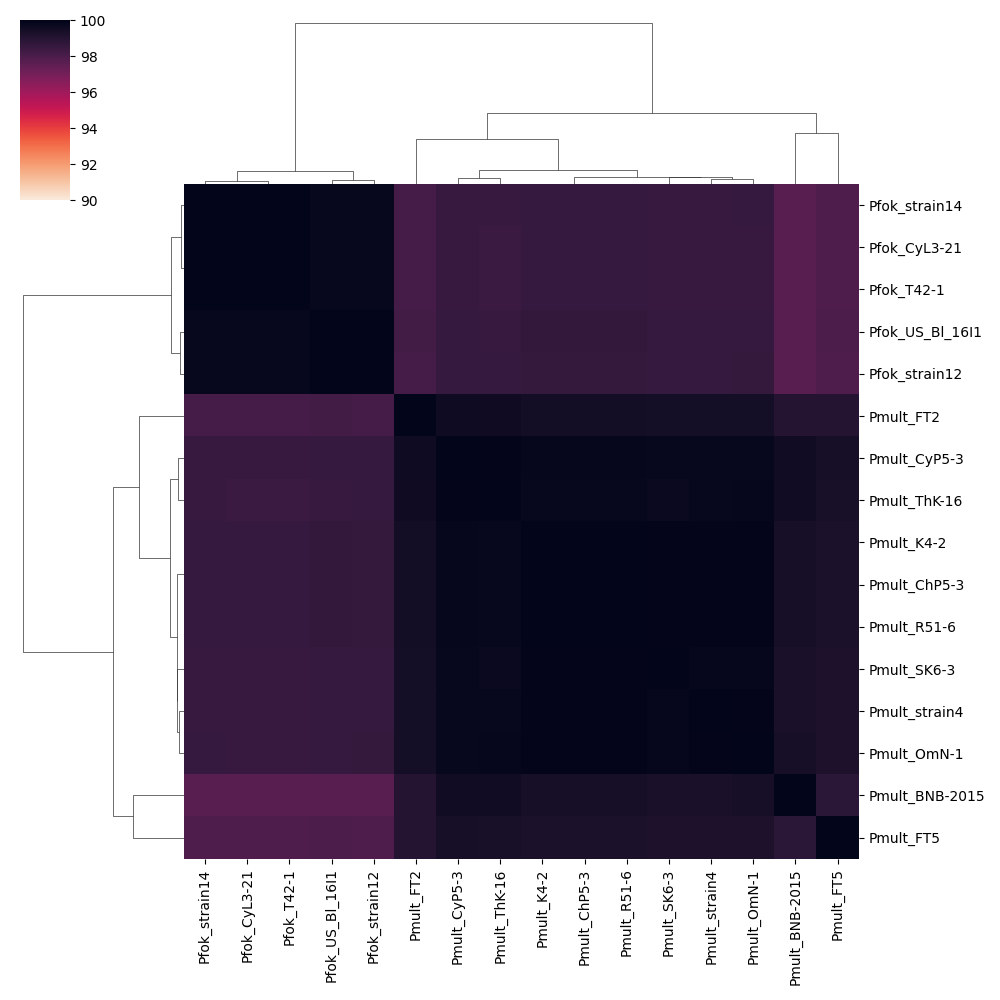 100
98
96
94
92
90
Pfok_strain14
Pfok_CyL3-21
Pfok_T42-1
Pfok_US_Bl_16I1
Pfok_strain12
Pmult_FT2
Pmult_CyP5-3
Pmult_ThK-16
Pmult_K4-2
Pmult_ChP5-3
Pmult_R51-6
Pmult_SK6-3
Pmult_strain4
Pmult_OmN-1
Pmult_BNB-2015
Pmult_FT5
Pfok_strain14
Pfok_CyL3-21
Pfok_T42-1
Pfok_US_Bl_16I1
Pfok_strain12
Pmult_FT2
Pmult_CyP5-3
Pmult_ThK-16
Pmult_K4-2
Pmult_ChP5-3
Pmult_R51-6
Pmult_SK6-3
Pmult_strain4
Pmult_OmN-1
Pmult_BNB-2015
Pmult_FT5